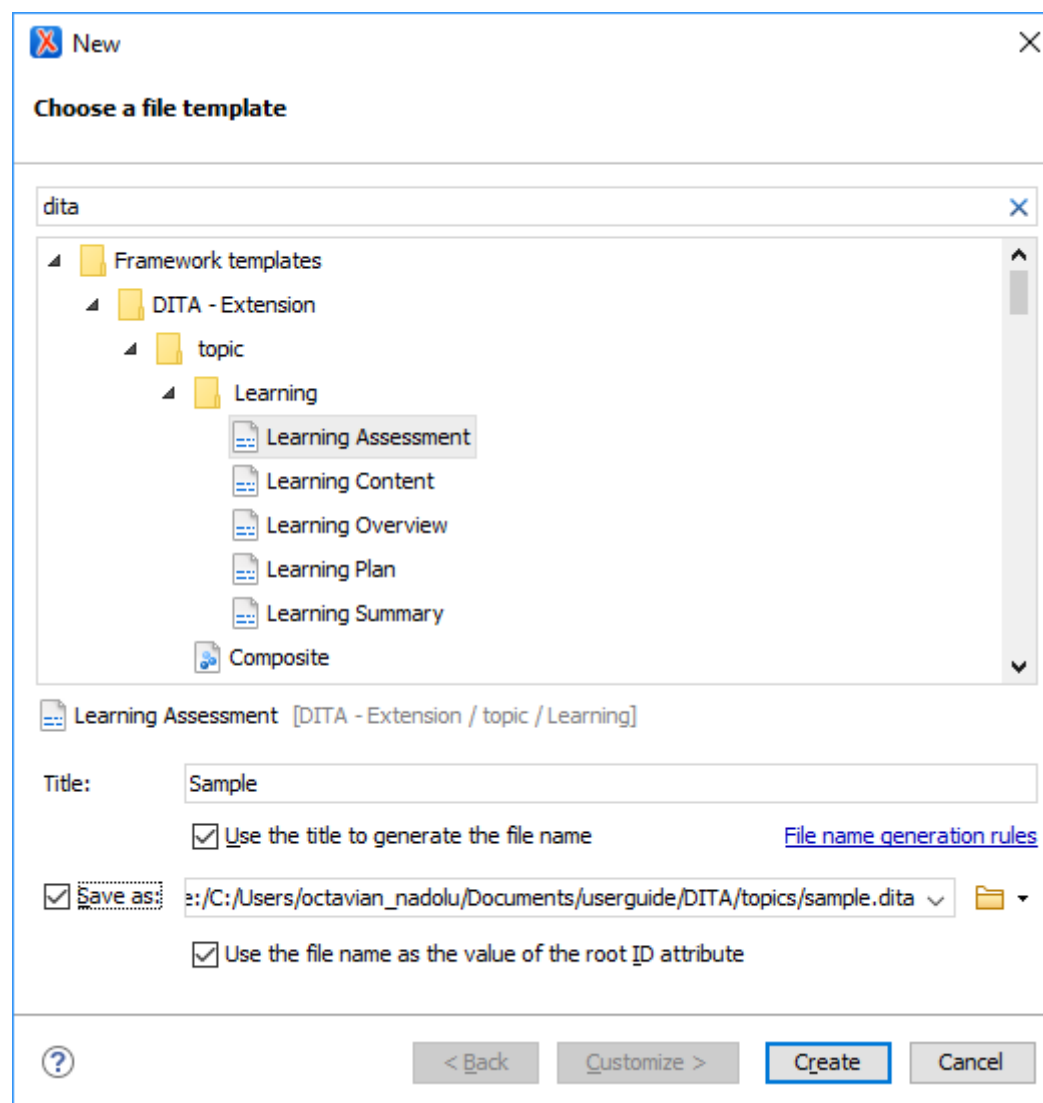 New
Choose a file template
dita
Framework templates
DITA - Extension
topic
Learning
Learning Assessment
Learning Content
Learning Overview
Learning Plan
Learning Summary
Composite
Learning Assessment [DITA - Extension / topic / Learning]
Title: Sample
Use the title to generate the file name File name generation rules
Save as: e:/C:/Users/octavian_nadolu/Documents/userguide/DITA/topics/sample.dita
Use the file name as the value of the root ID attribute
< Back Customize > Create Cancel